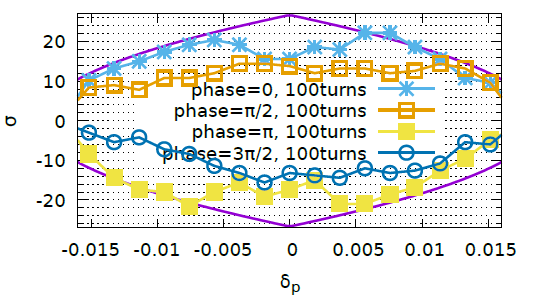 20
10
0
-10
-20
σ
phase=0, 100turns
phase=π/2, 100turns
phase=π, 100turns
phase=3π/2, 100turns
-0.015 -0.01 -0.005 0 0.005 0.01 0.015
δp